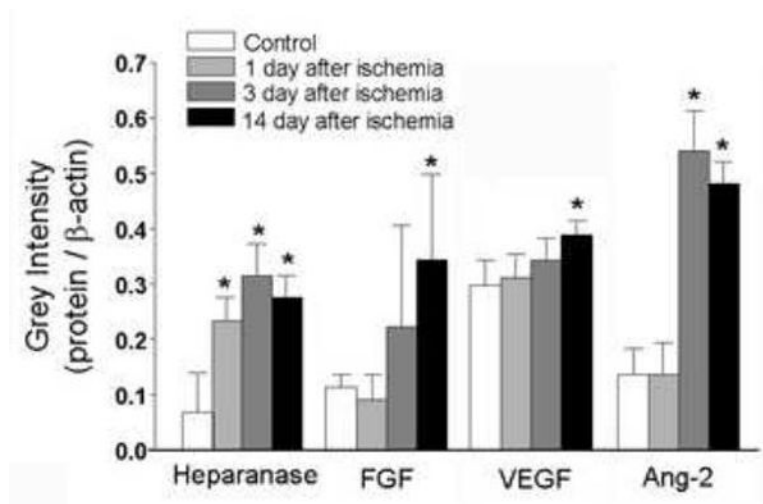 Control
1 day after ischemia
3 day after ischemia
14 day after ischemia
Grey Intensity
(protein / β-actin)
0.7
0.6
0.5
0.4
0.3
0.2
0.1
0.0
* * *
*
*
* *
Heparanase FGF VEGF Ang-2